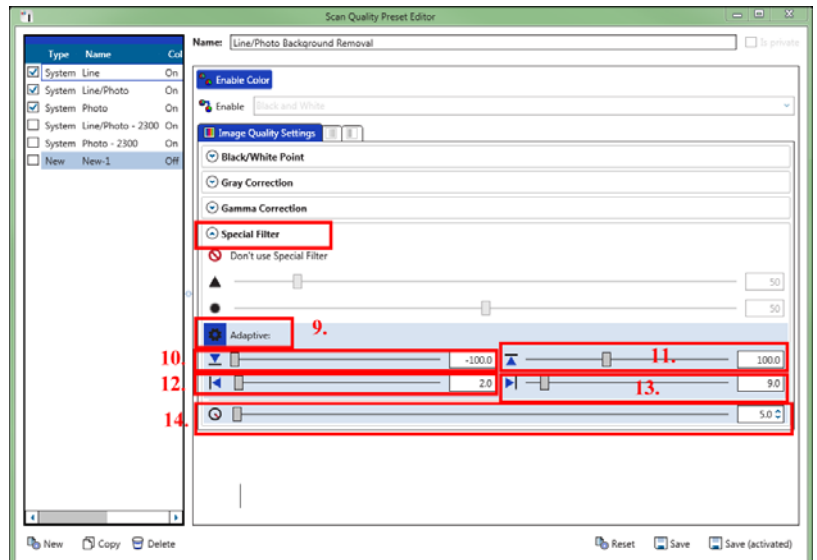 Scan Quality Preset Editor
Name: Line/Photo Background Removal Is private
Type Name Col
System Line On
System Line/Photo On
System Photo On
System Line/Photo - 2300 On
System Photo - 2300 On
New New-1 Off
Enable Color
Enable Black and White
Image Quality Settings
Black/White Point
Gray Correction
Gamma Correction
Special Filter
Don't use Special Filter
50
50
Adaptive: 9.
10. -100.0 11. 100.0
12. 2.0 13. 9.0
14. 5.0
New Copy Delete Reset Save Save (activated)